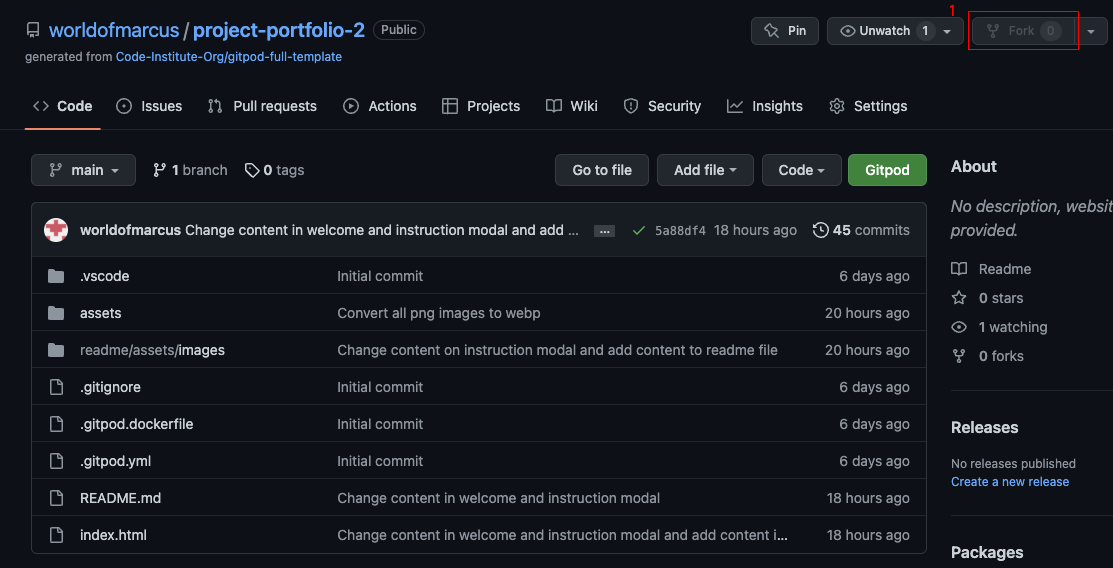 1
worldofmarcus / project-portfolio-2 Public Pin Unwatch 1 Fork 0
generated from Code-Institute-Org/gitpod-full-template
Code Issues Pull requests Actions Projects Wiki Security Insights Settings
main 1 branch 0 tags Go to file Add file Code Gitpod
worldofmarcus Change content in welcome and instruction modal and add ... ... 5a88df4 18 hours ago 45 commits
.vscode Initial commit 6 days ago
assets Convert all png images to webp 20 hours ago
readme/assets/images Change content on instruction modal and add content to readme file 20 hours ago
.gitignore Initial commit 6 days ago
.gitpod.dockerfile Initial commit 6 days ago
.gitpod.yml Initial commit 6 days ago
README.md Change content in welcome and instruction modal 18 hours ago
index.html Change content in welcome and instruction modal and add content i... 18 hours ago
About
No description, websit
provided.
Readme
0 stars
1 watching
0 forks
Releases
No releases published
Create a new release
Packages